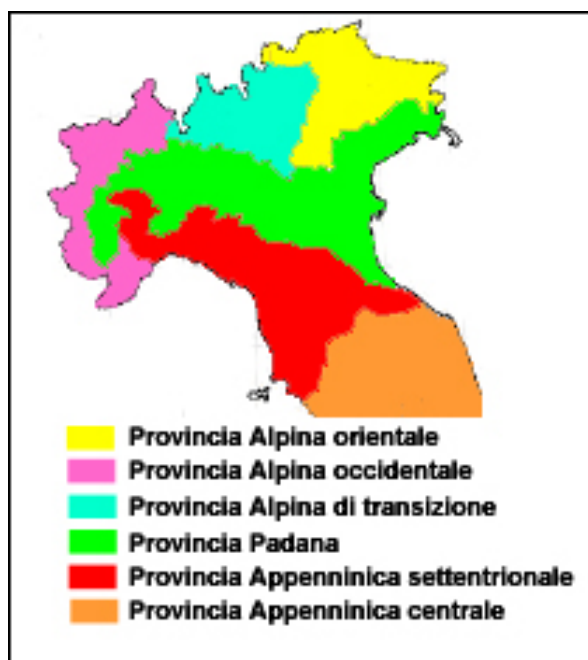 Provincia Alpina orientale
Provincia Alpina occidentale
Provincia Alpina di transizione
Provincia Padana
Provincia Appenninica settentrionale
Provincia Appenninica centrale